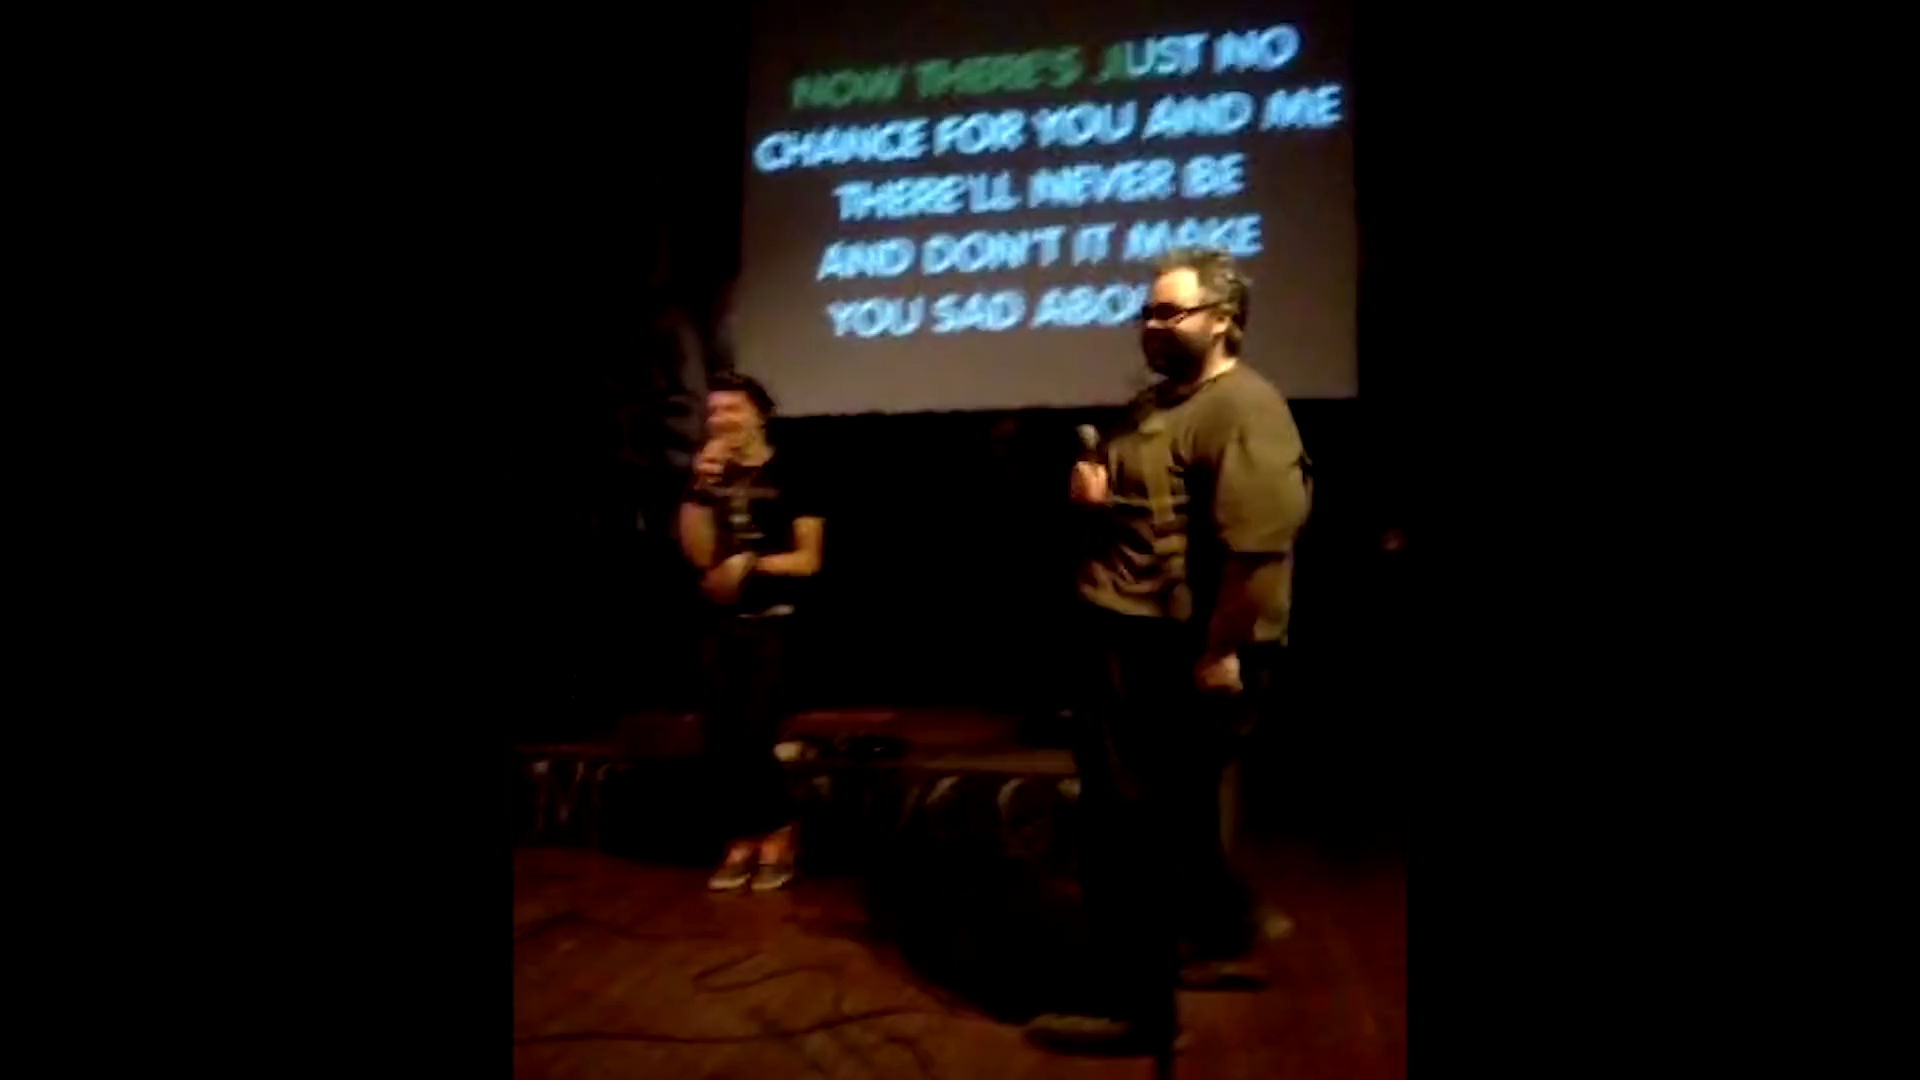 NOW THERE'S JUST NO
CHANCE FOR YOU AND ME
THERE'LL NEVER BE
AND DON'T IT MAKE
YOU SAD ABOU